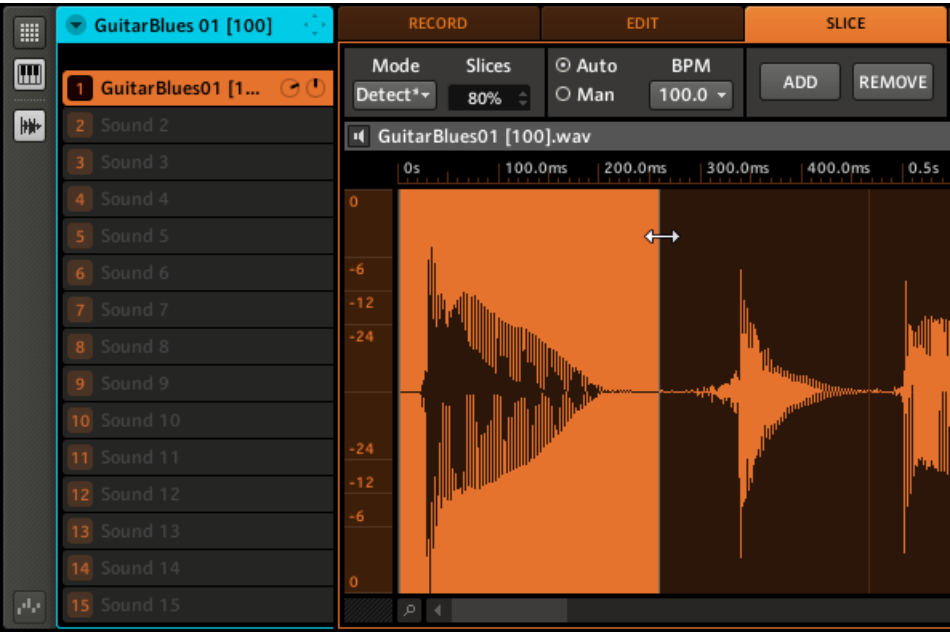 GuitarBlues 01 [100]
RECORD EDIT SLICE
Mode Slices Auto BPM
Detect* 80% Man 100.0 ADD REMOVE
GuitarBlues01 [100].wav
0s 100.0ms 200.0ms 300.0ms 400.0ms 0.5s
1 GuitarBlues01 [1...
2 Sound 2
3 Sound 3
4 Sound 4
5 Sound 5
6 Sound 6
7 Sound 7
8 Sound 8
9 Sound 9
10 Sound 10
11 Sound 11
12 Sound 12
13 Sound 13
14 Sound 14
15 Sound 15
0
-6
-12
-24
-24
-12
-6
0